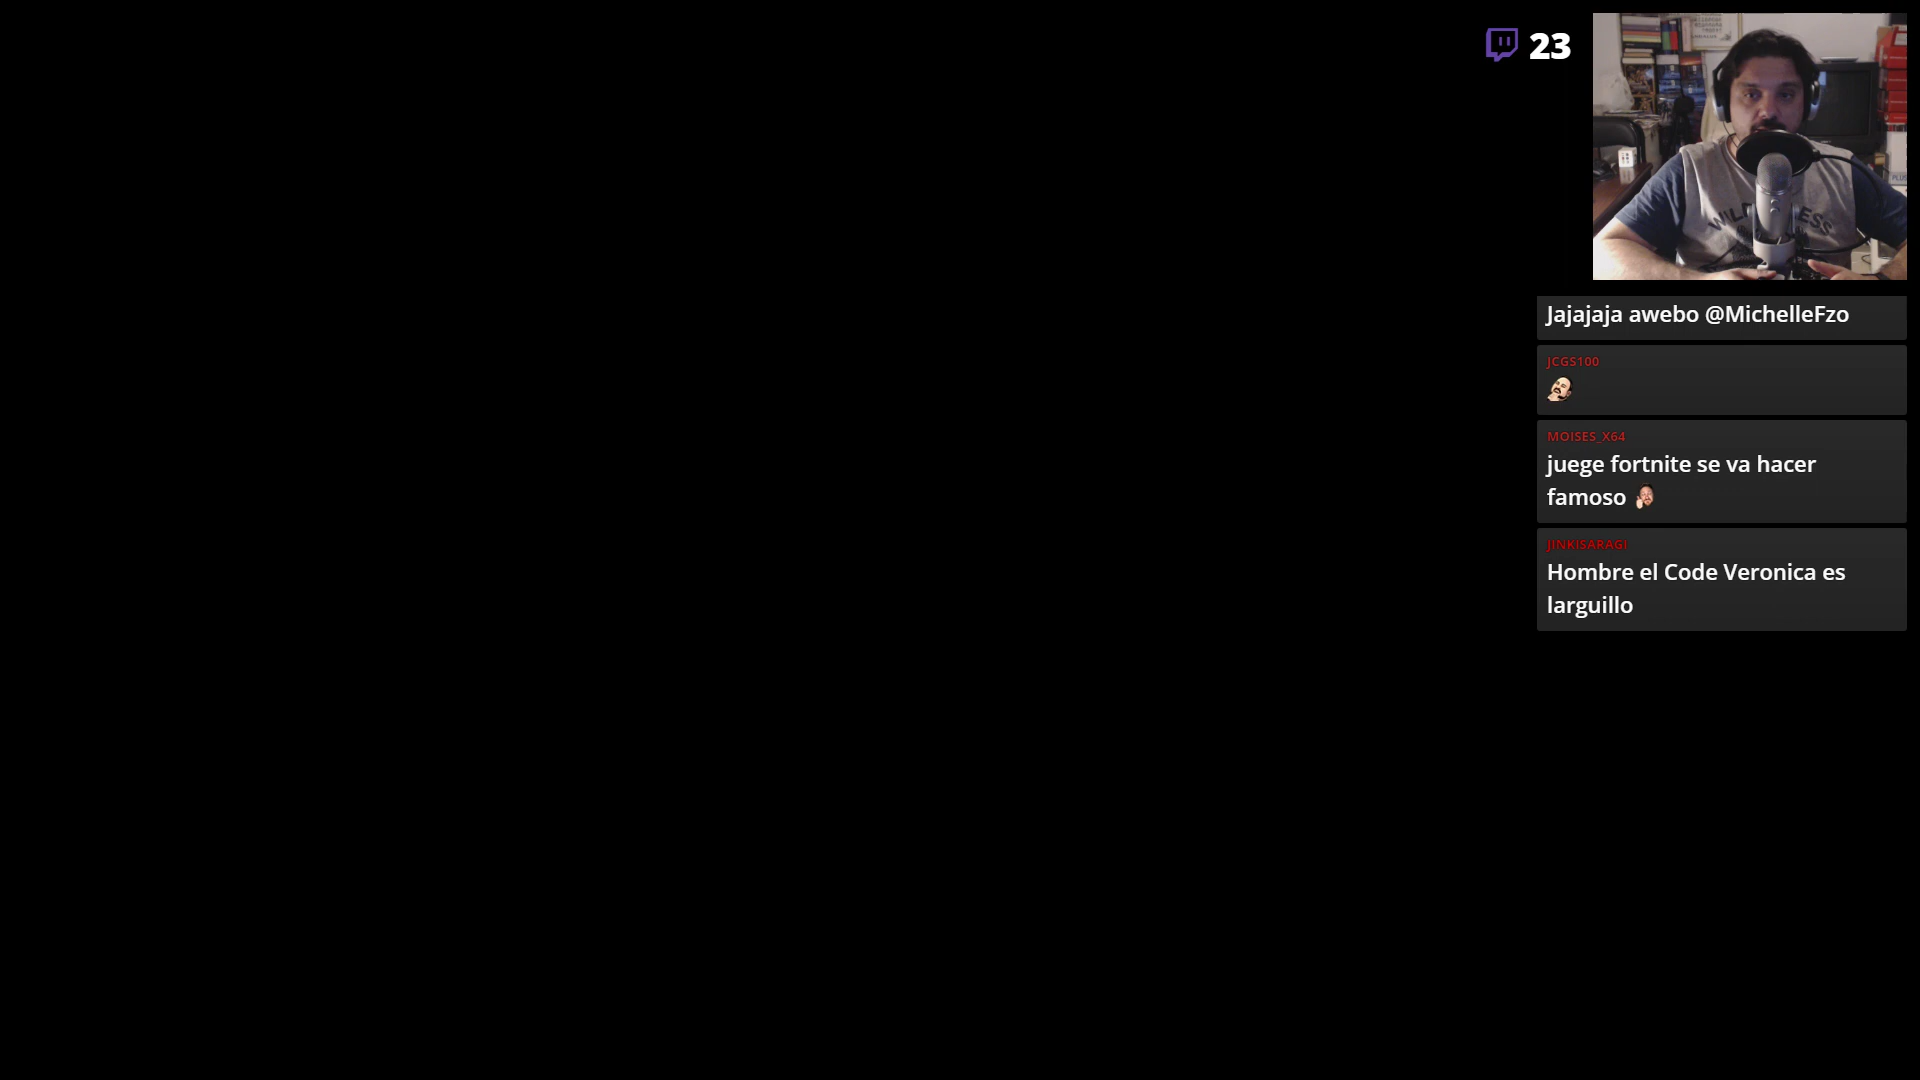 23
Jajajaja awebo @MichelleFzo
JCGS100
MOISES_X64
juege fortnite se va hacer
famoso
JINKISARAGI
Hombre el Code Veronica es
larguillo